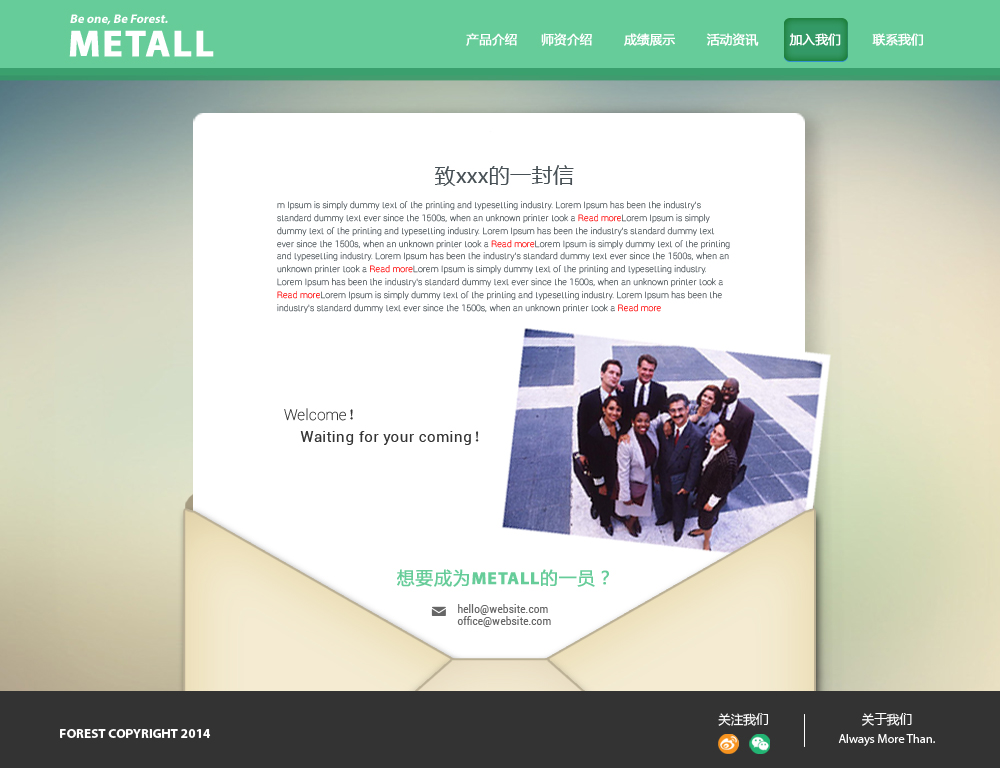 Be one, Be Forest.
METALL
产品介绍 师资介绍 成绩展示 活动资讯 加入我们 联系我们
致xxx的一封信
m Ipsum is simply dummy text of the printing and typesetting industry. Lorem Ipsum has been the industry's
standard dummy text ever since the 1500s, when an unknown printer took a Read moreLorem Ipsum is simply
dummy text of the printing and typesetting industry. Lorem Ipsum has been the industry's standard dummy text
ever since the 1500s, when an unknown printer took a Read moreLorem Ipsum is simply dummy text of the printing
and typesetting industry. Lorem Ipsum has been the industry's standard dummy text ever since the 1500s, when an
unknown printer took a Read moreLorem Ipsum is simply dummy text of the printing and typesetting industry.
Lorem Ipsum has been the industry's standard dummy text ever since the 1500s, when an unknown printer took a
Read moreLorem Ipsum is simply dummy text of the printing and typesetting industry. Lorem Ipsum has been the
industry's standard dummy text ever since the 1500s, when an unknown printer took a Read more
Welcome!
Waiting for your coming!
想要成为METALL的一员？
hello@website.com
office@website.com
FOREST COPYRIGHT 2014
关注我们
关于我们
Always More Than.